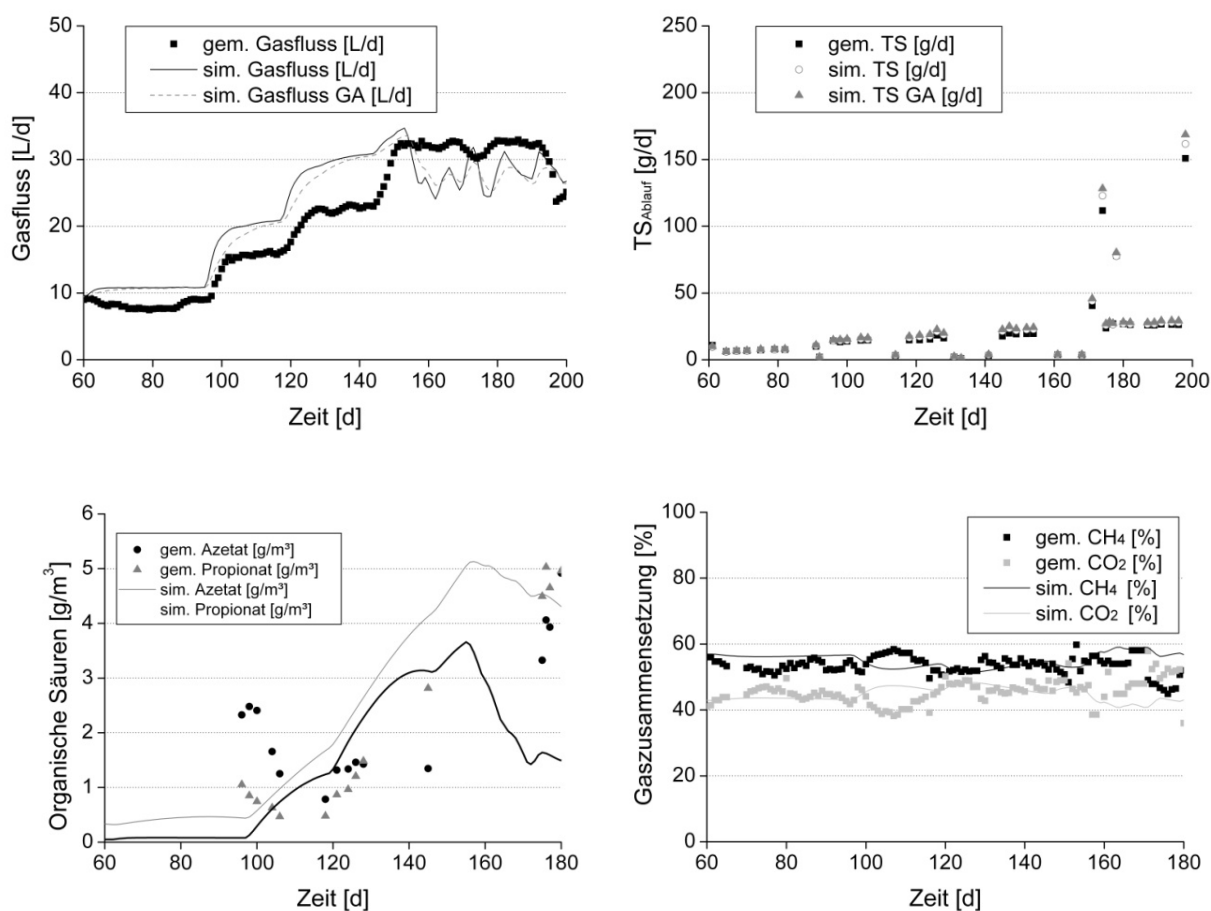 50
40
30
20
10
0
Gasfluss [L/d]
gem. Gasfluss [L/d]
sim. Gasfluss [L/d]
sim. Gasfluss GA [L/d]
60 80 100 120 140 160 180 200
Zeit [d]
250
200
150
100
50
0
TSAblauf [g/d]
gem. TS [g/d]
sim. TS [g/d]
sim. TS GA [g/d]
60 80 100 120 140 160 180 200
Zeit [d]
6
5
4
3
2
1
0
Organische Säuren [g/m³]
gem. Azetat [g/m³]
gem. Propionat [g/m³]
sim. Azetat [g/m³]
sim. Propionat [g/m³]
60 80 100 120 140 160 180
Zeit [d]
100
80
60
40
20
0
Gaszusammensetzung [%]
gem. CH4 [%]
gem. CO2 [%]
sim. CH4 [%]
sim. CO2 [%]
60 80 100 120 140 160 180
Zeit [d]